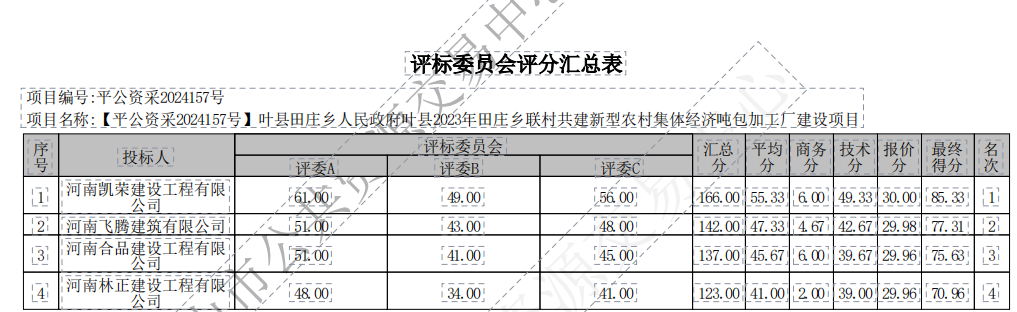 评标委员会评分汇总表
项目编号:平公资采2024157号
项目名称:【平公资采2024157号】叶县田庄乡人民政府叶县2023年田庄乡联村共建新型农村集体经济吨包加工厂建设项目
序号 投标人 评标委员会 汇总分 平均分 商务分 技术分 报价分 最终得分 名次
评委A 评委B 评委C
1 河南凯荣建设工程有限公司 61.00 49.00 56.00 166.00 55.33 6.00 49.33 30.00 85.33 1
2 河南飞腾建筑有限公司 51.00 43.00 48.00 142.00 47.33 4.67 42.67 29.98 77.31 2
3 河南合品建设工程有限公司 51.00 41.00 45.00 137.00 45.67 6.00 39.67 29.96 75.63 3
4 河南林正建设工程有限公司 48.00 34.00 41.00 123.00 41.00 2.00 39.00 29.96 70.96 4